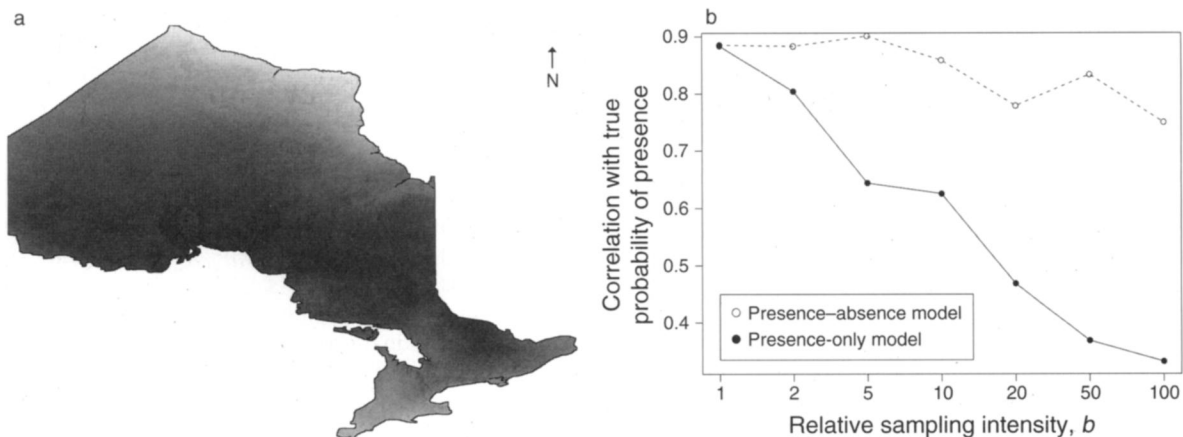 a
N
b
Correlation with true
probability of presence
0.9
0.8
0.7
0.6
0.5
0.4
Presence–absence model
Presence-only model
1 2 5 10 20 50 100
Relative sampling intensity, b